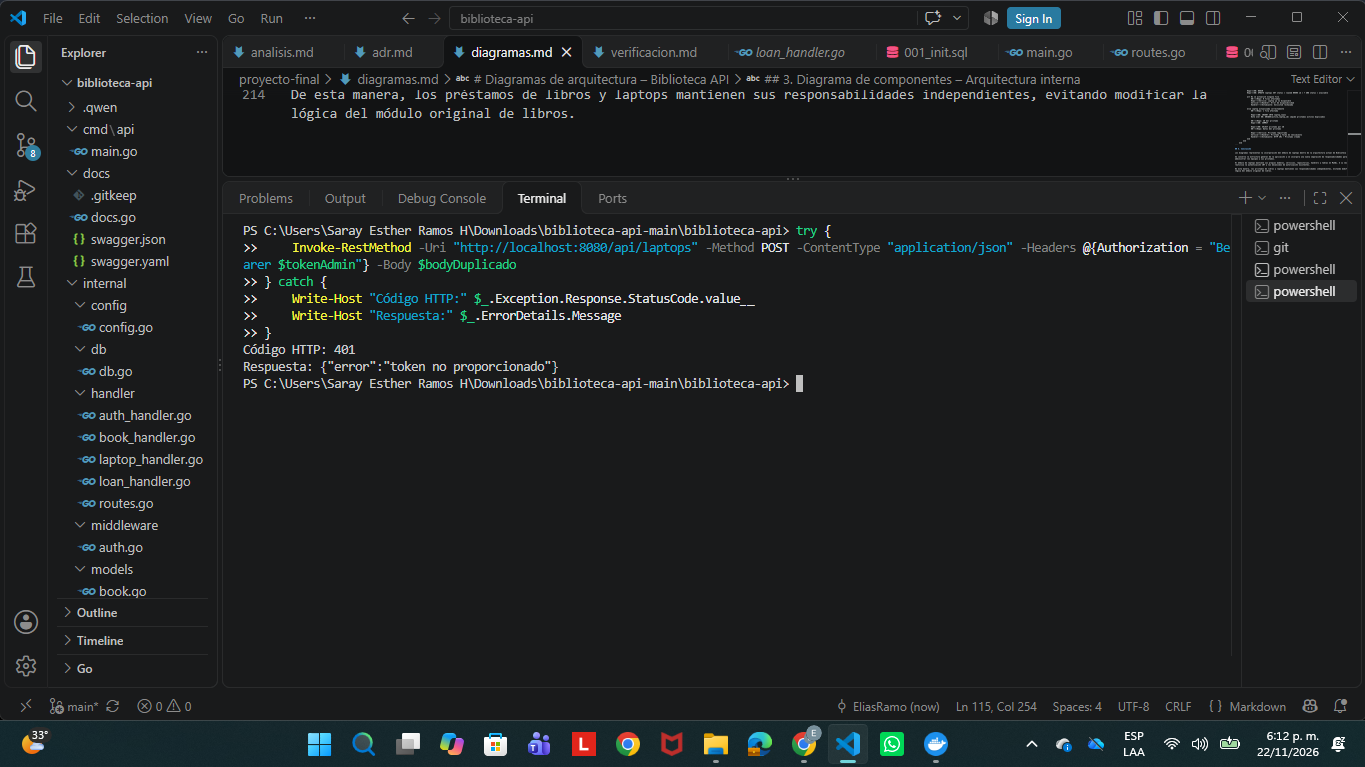 File Edit Selection View Go Run ···
biblioteca-api
Sign In
Explorer
analisis.md
adr.md
diagramas.md
verificacion.md
loan_handler.go
001_init.sql
main.go
routes.go
proyecto-final > diagramas.md > abc # Diagramas de arquitectura – Biblioteca API > abc ## 3. Diagrama de componentes – Arquitectura interna
Text Editor
214 De esta manera, los préstamos de libros y laptops mantienen sus responsabilidades independientes, evitando modificar la
lógica del módulo original de libros.
biblioteca-api
.qwen
cmd\api
main.go
docs
.gitkeep
docs.go
swagger.json
swagger.yaml
internal
config
config.go
db
db.go
handler
auth_handler.go
book_handler.go
laptop_handler.go
loan_handler.go
routes.go
middleware
auth.go
models
book.go
Outline
Timeline
Go
8
Problems Output Debug Console Terminal Ports
PS C:\Users\Saray Esther Ramos H\Downloads\biblioteca-api-main\biblioteca-api> try {
>> Invoke-RestMethod -Uri "http://localhost:8080/api/laptops" -Method POST -ContentType "application/json" -Headers @{Authorization = "Be
arer $tokenAdmin"} -Body $bodyDuplicado
>> } catch {
>> Write-Host "Código HTTP:" $_.Exception.Response.StatusCode.value__
>> Write-Host "Respuesta:" $_.ErrorDetails.Message
>> }
Código HTTP: 401
Respuesta: {"error":"token no proporcionado"}
PS C:\Users\Saray Esther Ramos H\Downloads\biblioteca-api-main\biblioteca-api>
powershell
git
powershell
powershell
main*
0 0
EliasRamo (now)
Ln 115, Col 254
Spaces: 4
UTF-8
CRLF
{ } Markdown
33°
L
E
ESP
LAA
6:12 p. m.
22/11/2026